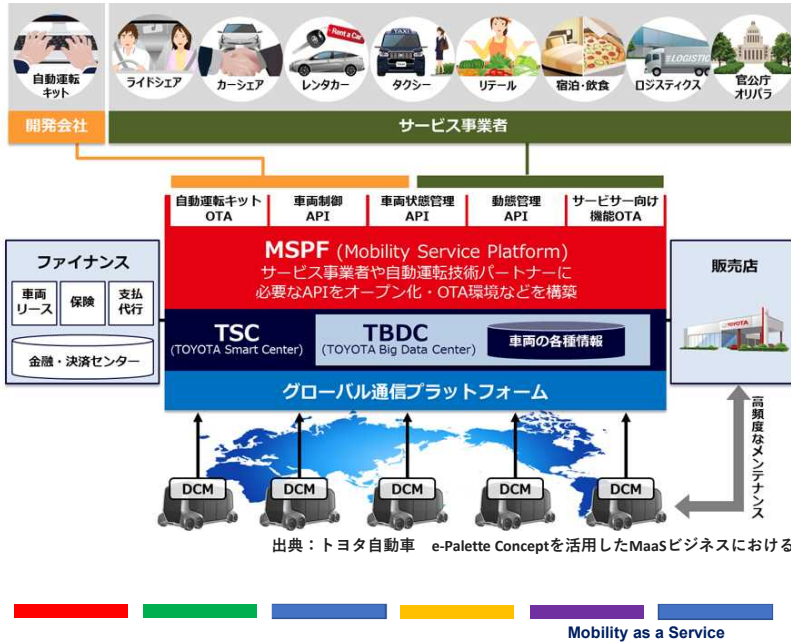 Rent a Car
TAXI
LOGISTIC
自動運転
キット
ライドシェア
カーシェア
レンタカー
タクシー
リテール
宿泊・飲食
ロジスティクス
官公庁
オリパラ
開発会社
サービス事業者
自動運転キット
OTA
車両制御
API
車両状態管理
API
動態管理
API
サービサー向け
機能OTA
MSPF (Mobility Service Platform)
サービス事業者や自動運転技術パートナーに
必要なAPIをオープン化・OTA環境などを構築
ファイナンス
車両
リース
保険
支払
代行
金融・決済センター
TSC
(TOYOTA Smart Center)
TBDC
(TOYOTA Big Data Center)
車両の各種情報
グローバル通信プラットフォーム
販売店
TOYOTA
高頻度なメンテナンス
DCM
DCM
DCM
DCM
DCM
出典：トヨタ自動車 e-Palette Conceptを活用したMaaSビジネスにおける
Mobility as a Service